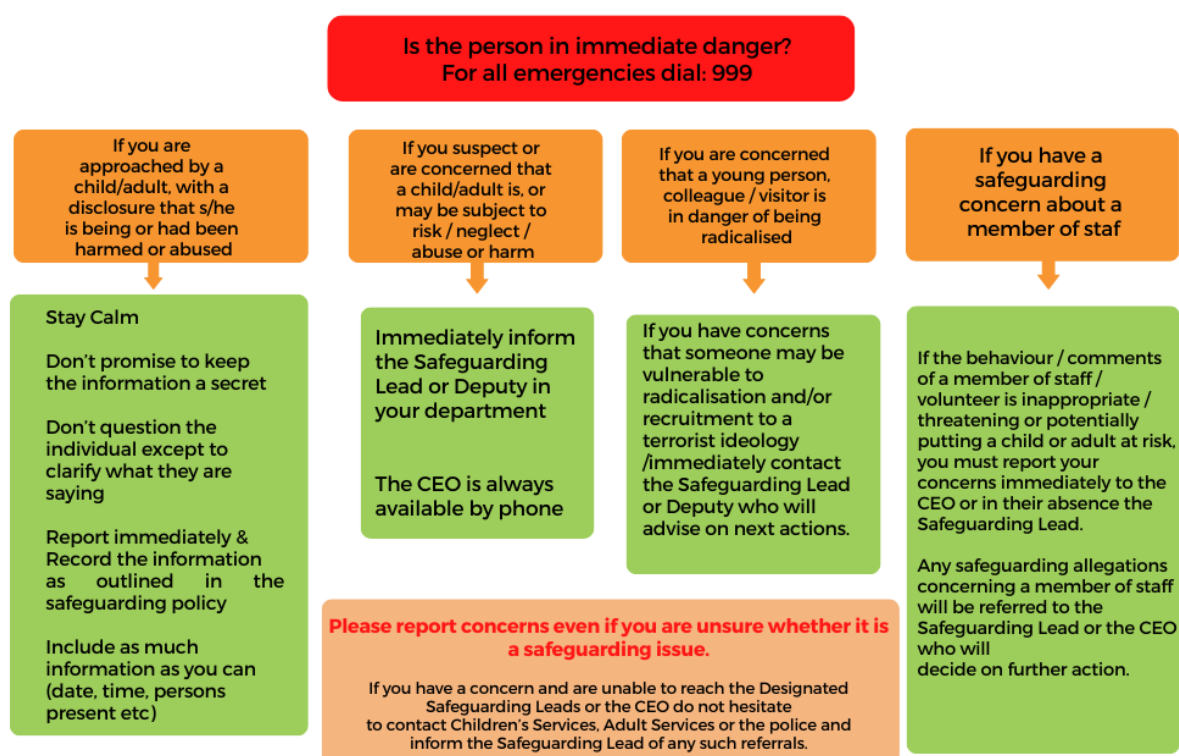 Is the person in immediate danger?
For all emergencies dial: 999
If you are
approached by a
child/adult, with a
disclosure that s/he
is being or had been
harmed or abused
Stay Calm
Don't promise to keep
the information a secret
Don't question the
individual except to
clarify what they are
saying
Report immediately &
Record the information
as outlined in the
safeguarding policy
Include as much
information as you can
(date, time, persons
present etc)
If you suspect or
are concerned that
a child/adult is, or
may be subject to
risk / neglect /
abuse or harm
Immediately inform
the Safeguarding
Lead or Deputy in
your department
The CEO is always
available by phone
If you are concerned
that a young person,
colleague / visitor is
in danger of being
radicalised
If you have concerns
that someone may be
vulnerable to
radicalisation and/or
recruitment to a
terrorist ideology
/immediately contact
the Safeguarding Lead
or Deputy who will
advise on next actions.
If you have a
safeguarding
concern about a
member of staf
If the behaviour / comments
of a member of staff /
volunteer is inappropriate /
threatening or potentially
putting a child or adult at risk,
you must report your
concerns immediately to the
CEO or in their absence the
Safeguarding Lead.
Any safeguarding allegations
concerning a member of staff
will be referred to the
Safeguarding Lead or the CEO
who will
decide on further action.
Please report concerns even if you are unsure whether it is
a safeguarding issue.
If you have a concern and are unable to reach the Designated
Safeguarding Leads or the CEO do not hesitate
to contact Children's Services, Adult Services or the police and
inform the Safeguarding Lead of any such referrals.